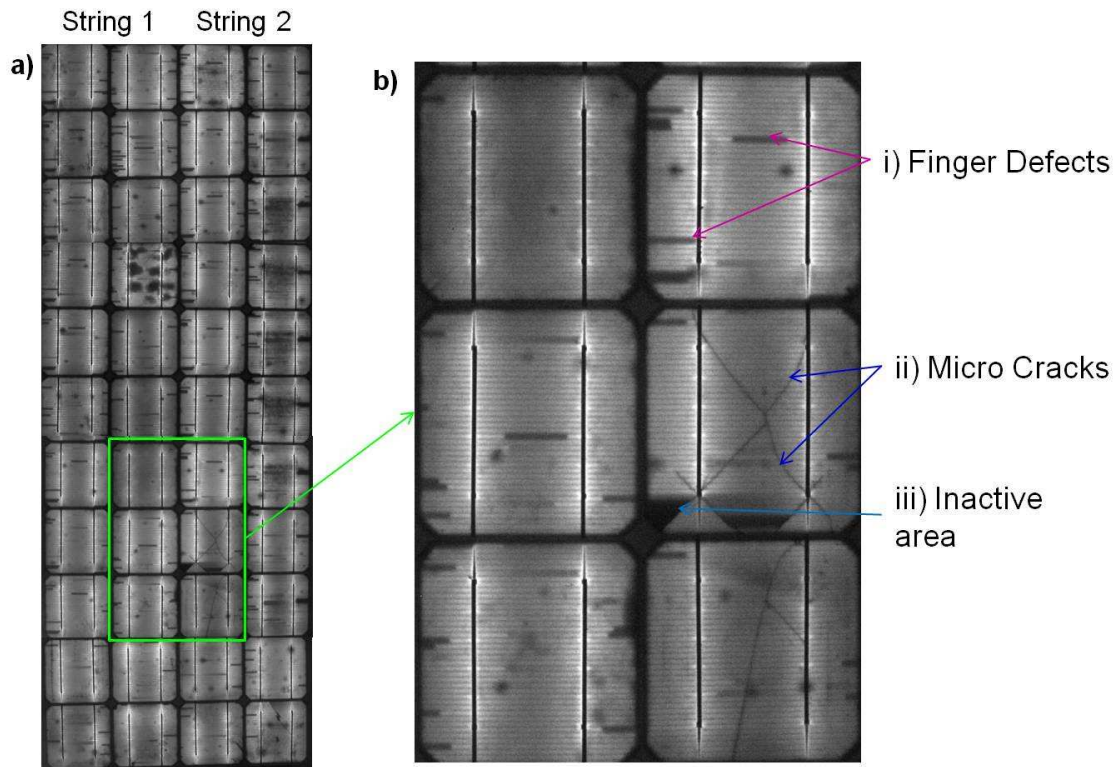 String 1 String 2
a)
b)
i) Finger Defects
ii) Micro Cracks
iii) Inactive
area